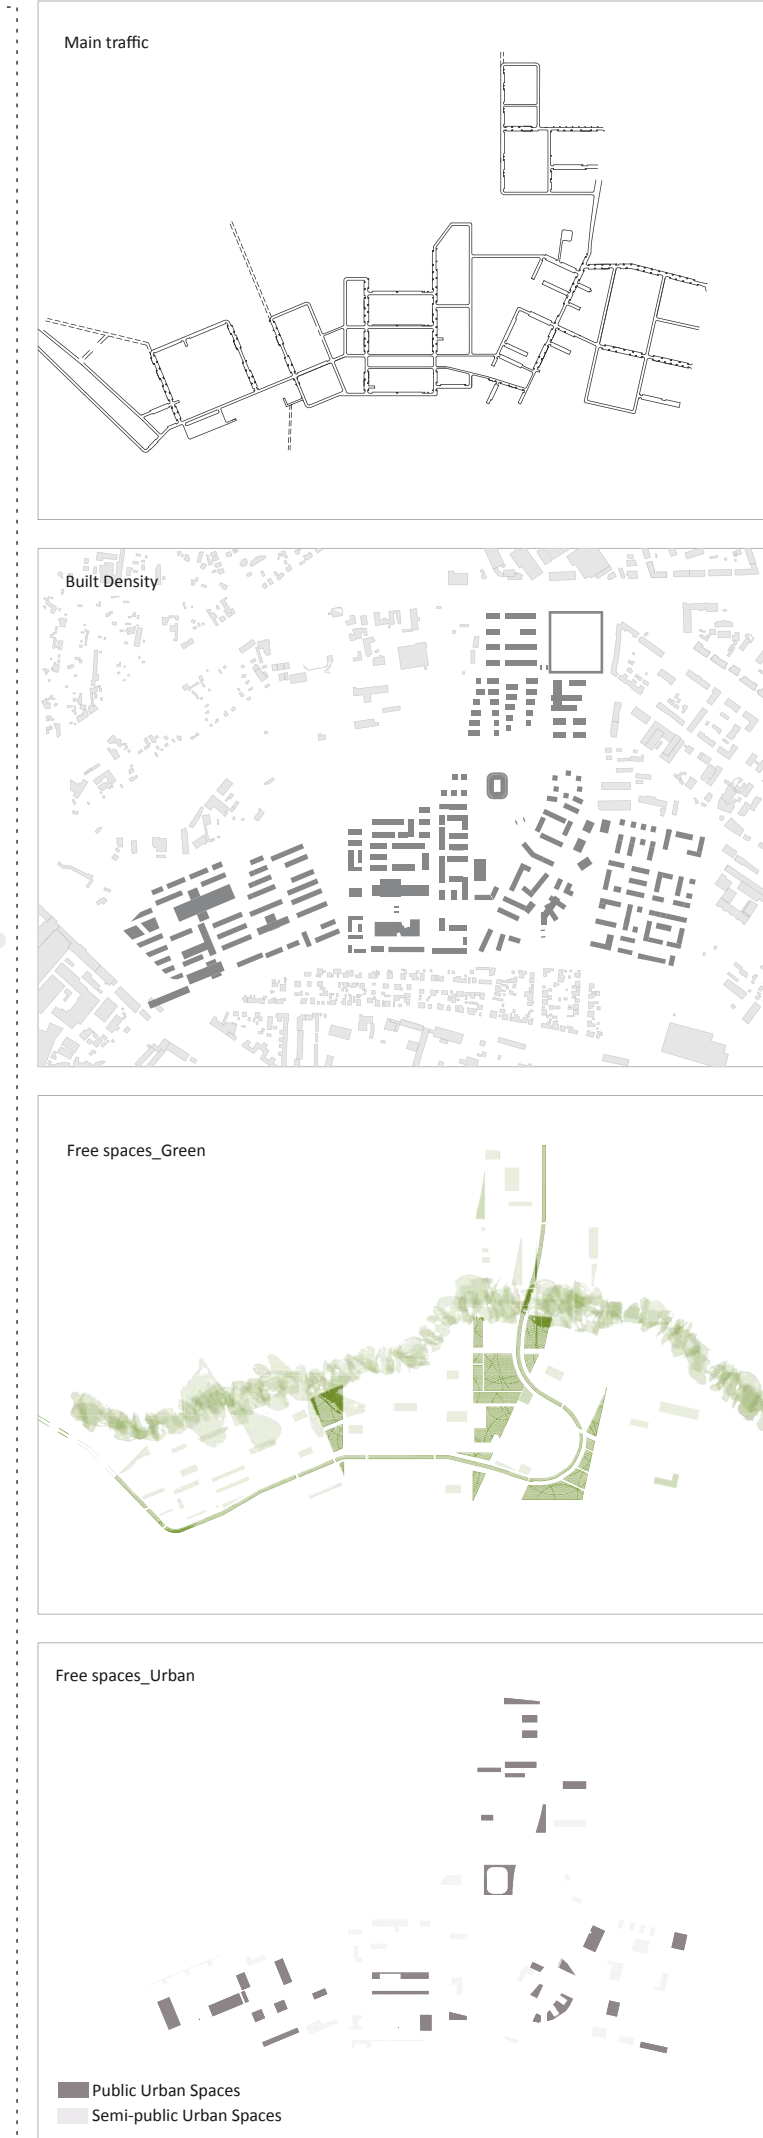 Main traffic
Built Density
Free spaces_Green
Free spaces_Urban
Public Urban Spaces
Semi-public Urban Spaces